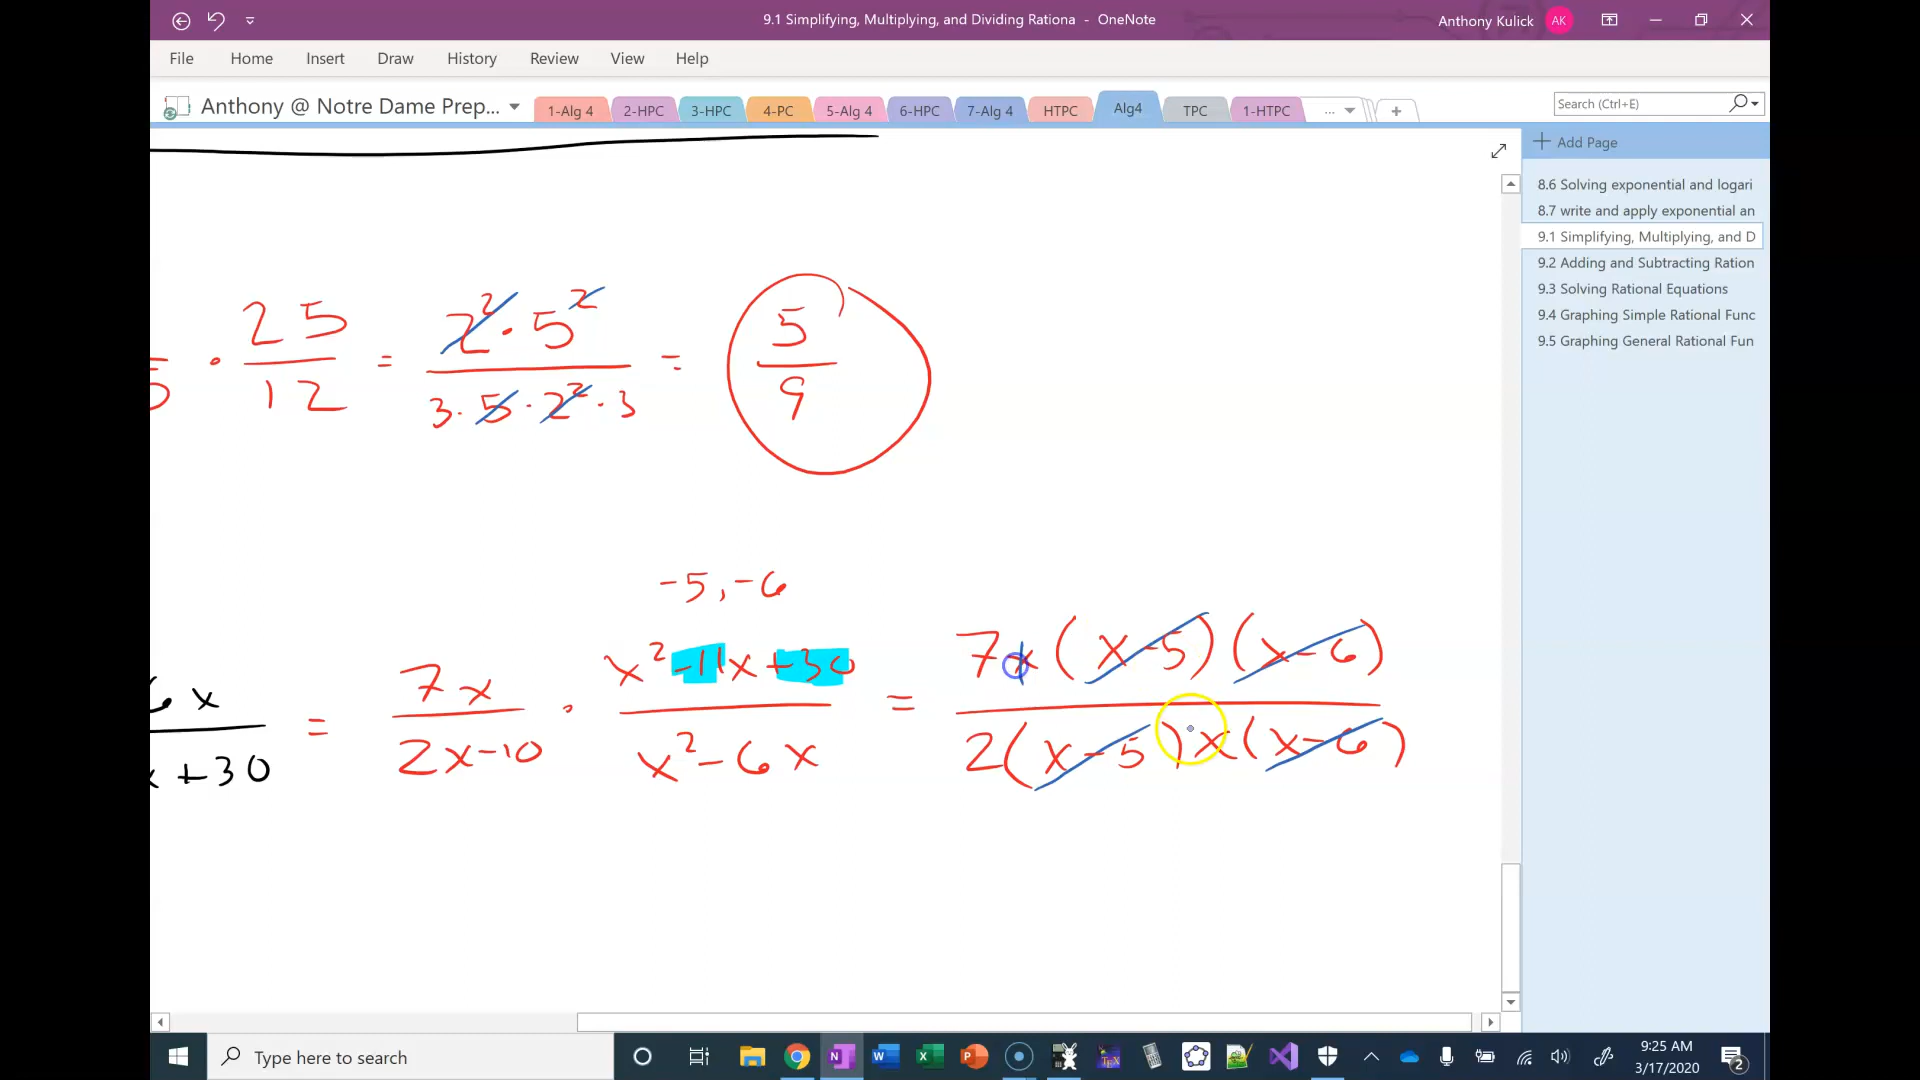 9.1 Simplifying, Multiplying, and Dividing Rationa - OneNote
Anthony Kulick AK
File Home Insert Draw History Review View Help
Anthony @ Notre Dame Prep...
1-Alg 4 2-HPC 3-HPC 4-PC 5-Alg 4 6-HPC 7-Alg 4 HTPC Alg4 TPC 1-HTPC ... +
Search (Ctrl+E)
Add Page
8.6 Solving exponential and logari
8.7 write and apply exponential an
9.1 Simplifying, Multiplying, and D
9.2 Adding and Subtracting Ration
9.3 Solving Rational Equations
9.4 Graphing Simple Rational Func
9.5 Graphing General Rational Fun
5 · 25/12 = 2² · 5² / 3 · 5 · 2² · 3 = 5/9
-5, -6
6x / x + 30 = 7x / 2x - 10 · x² - 11x + 30 / x² - 6x = 7x (x - 5) (x - 6) / 2 (x - 5) x (x - 6)
Type here to search
9:25 AM
3/17/2020
2